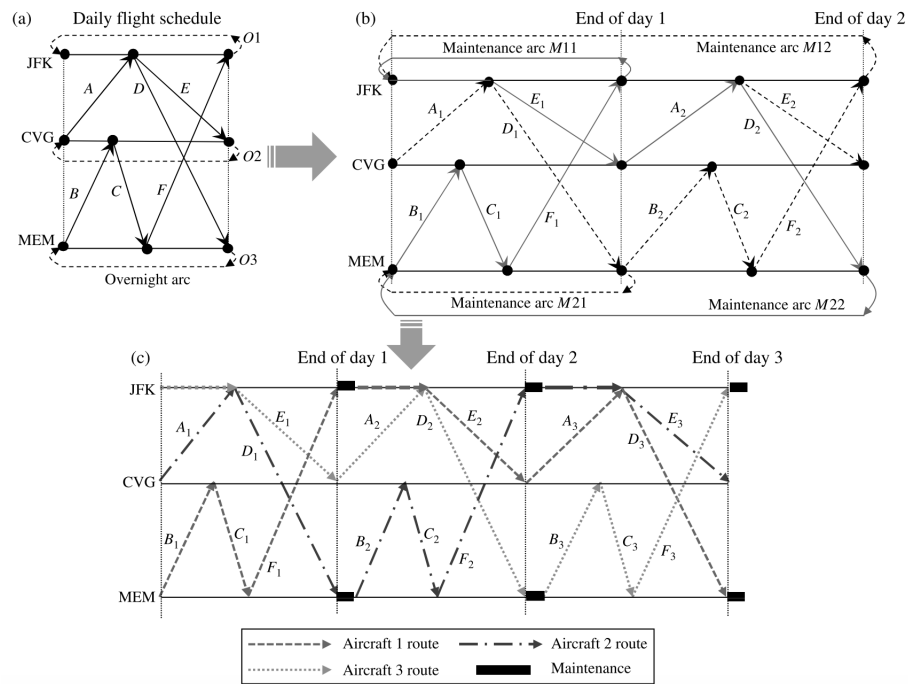 (a)
Daily flight schedule
O1
JFK
A
D
E
CVG
O2
B
C
F
MEM
O3
Overnight arc
(b)
End of day 1
End of day 2
Maintenance arc M11
Maintenance arc M12
JFK
A1
E1
D1
A2
E2
D2
CVG
B1
C1
F1
B2
C2
F2
MEM
Maintenance arc M21
Maintenance arc M22
(c)
End of day 1
End of day 2
End of day 3
JFK
A1
E1
D1
A2
D2
E2
A3
D3
E3
CVG
B1
C1
F1
B2
C2
F2
B3
C3
F3
MEM
Aircraft 1 route
Aircraft 2 route
Aircraft 3 route
Maintenance